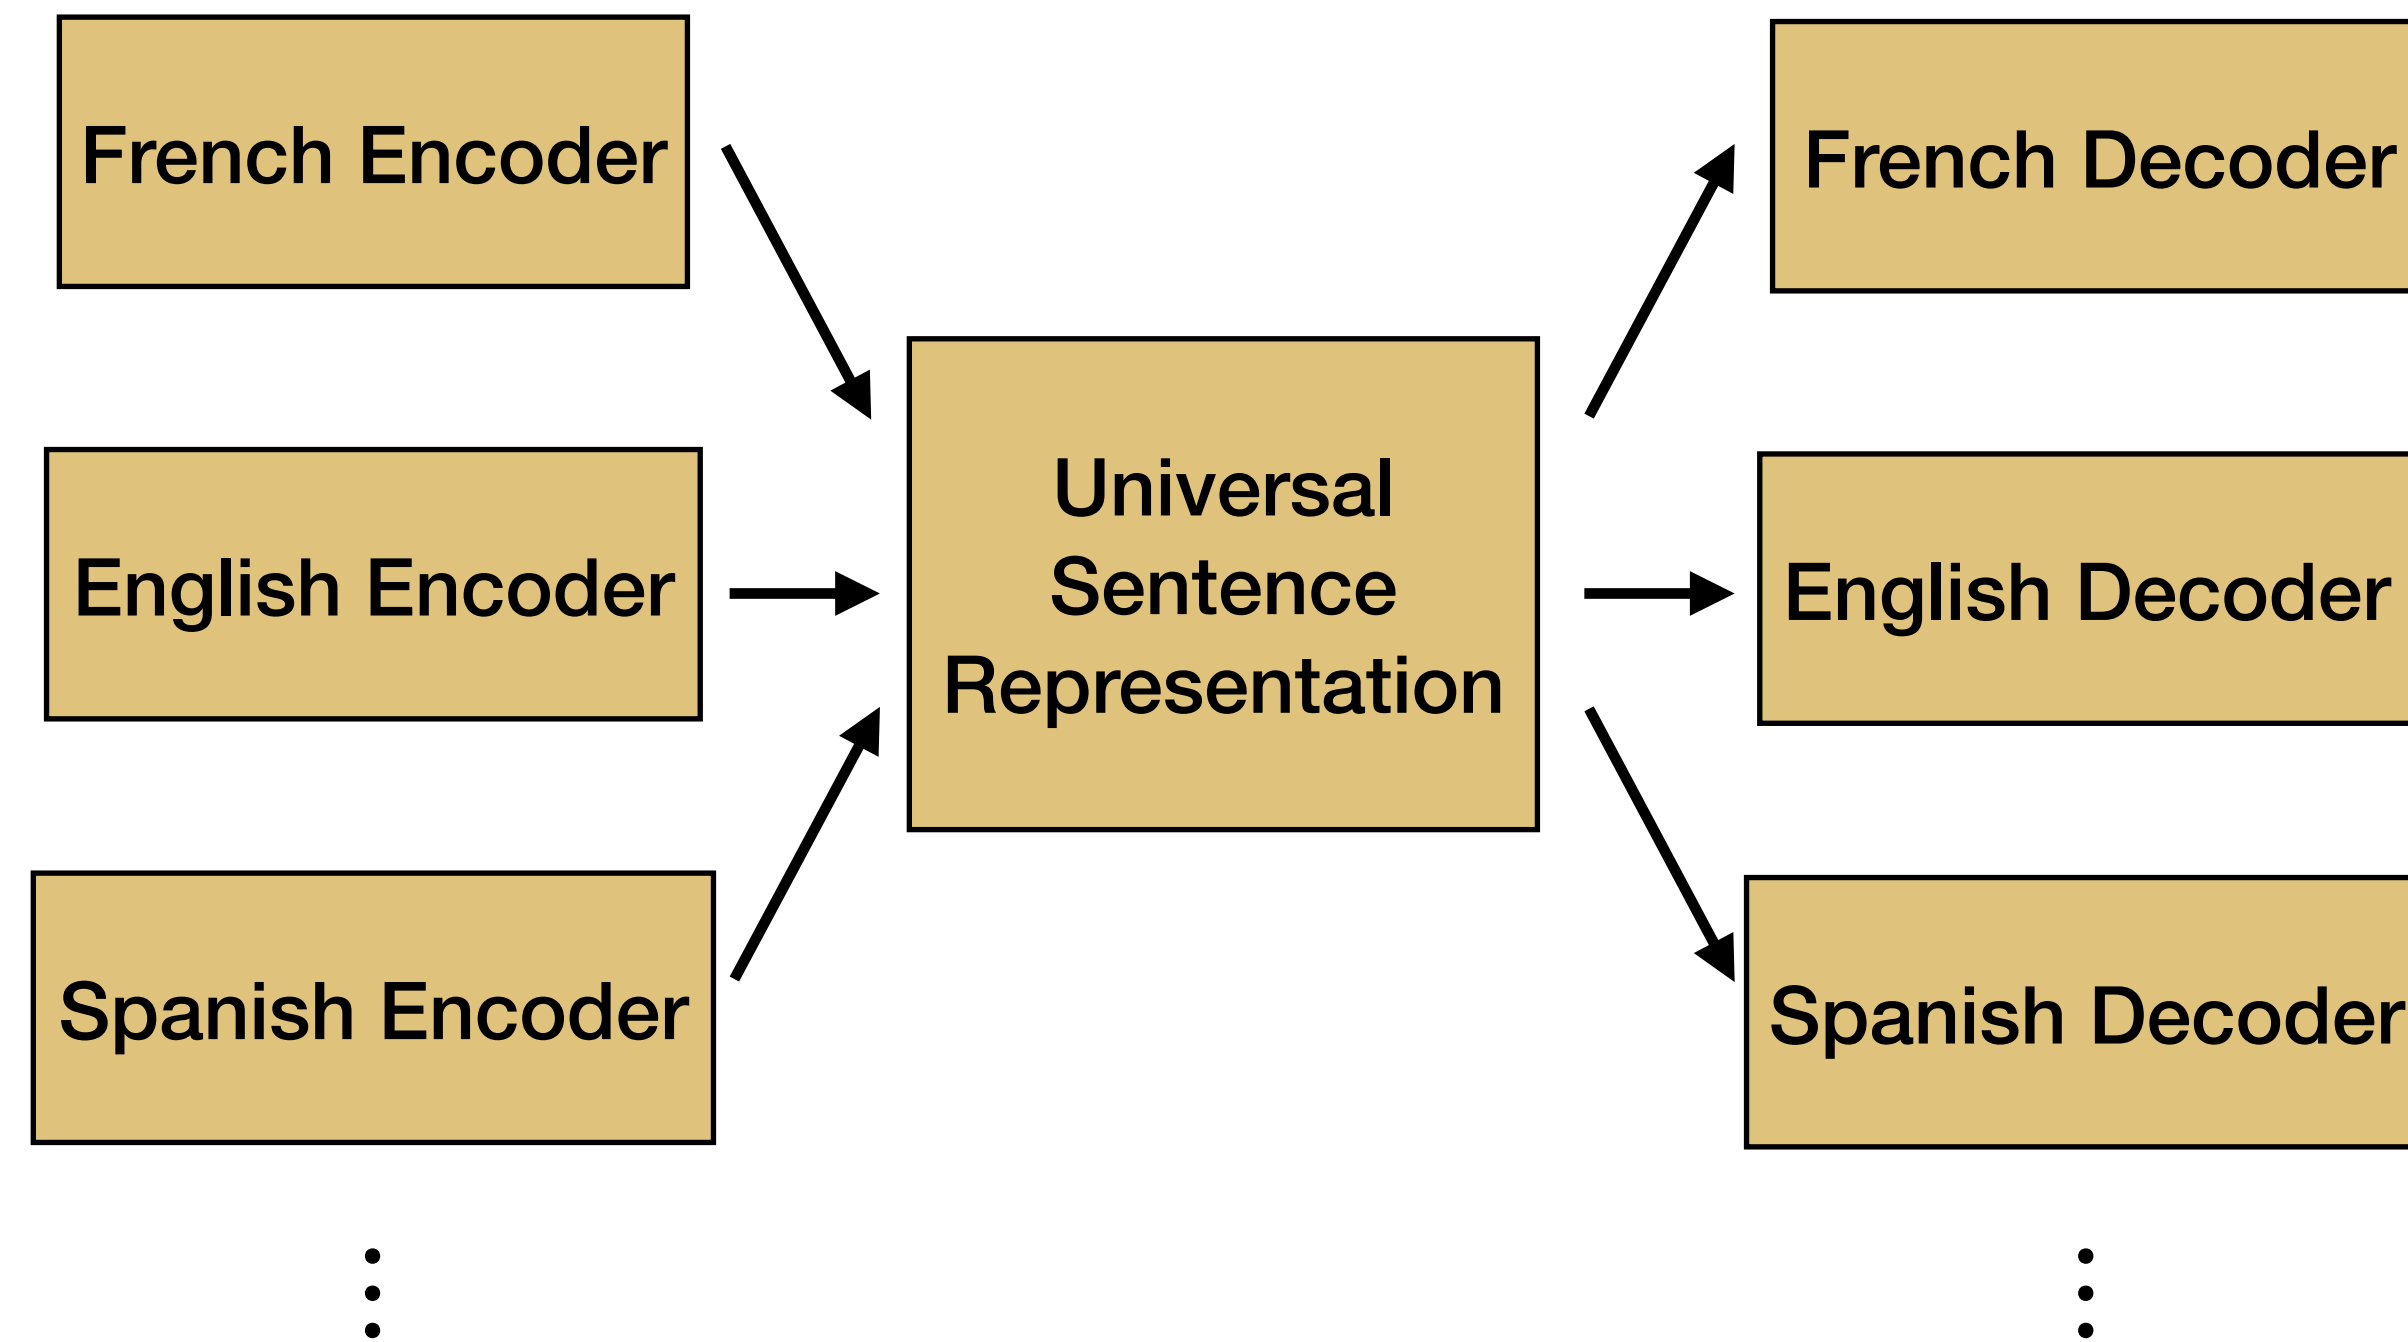 French Encoder
English Encoder
Spanish Encoder
Universal
Sentence
Representation
French Decoder
English Decoder
Spanish Decoder